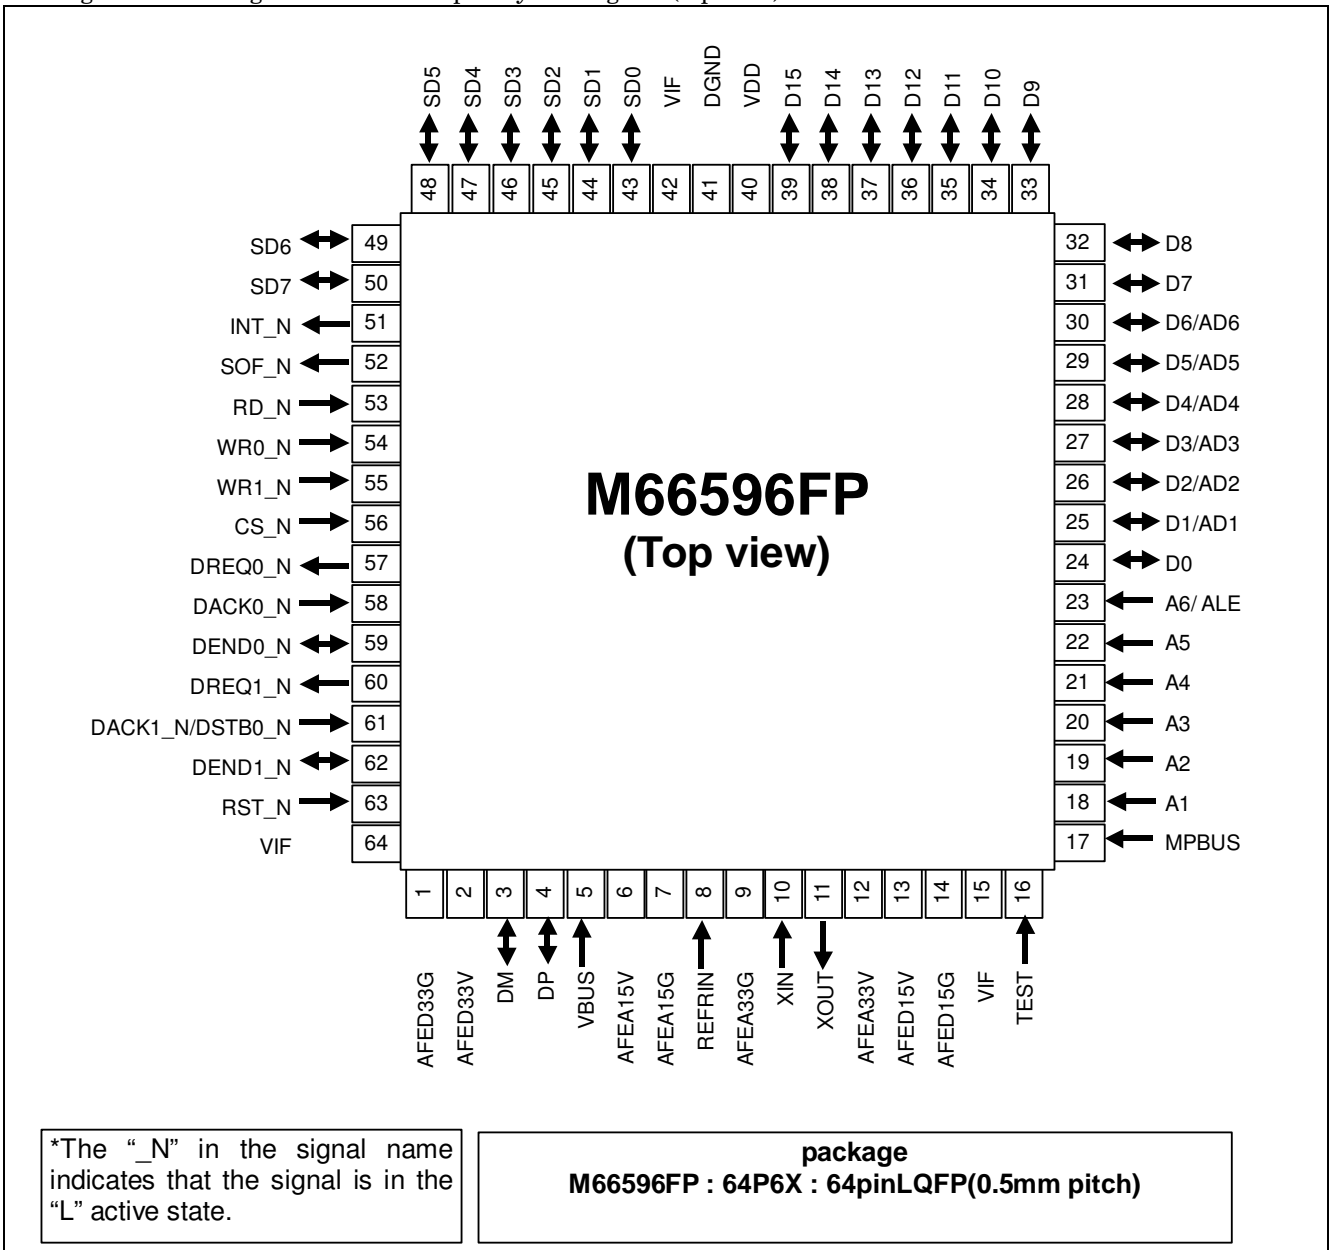 SD5 SD4 SD3 SD2 SD1 SD0 VIF DGND VDD D15 D14 D13 D12 D11 D10 D9
48 47 46 45 44 43 42 41 40 39 38 37 36 35 34 33
SD6 49 32 D8
SD7 50 31 D7
INT_N 51 30 D6/AD6
SOF_N 52 29 D5/AD5
RD_N 53 28 D4/AD4
WR0_N 54 27 D3/AD3
WR1_N 55 26 D2/AD2
CS_N 56 25 D1/AD1
DREQ0_N 57 24 D0
DACK0_N 58 23 A6/ ALE
DEND0_N 59 22 A5
DREQ1_N 60 21 A4
DACK1_N/DSTB0_N 61 20 A3
DEND1_N 62 19 A2
RST_N 63 18 A1
VIF 64 17 MPBUS
M66596FP
(Top view)
1 2 3 4 5 6 7 8 9 10 11 12 13 14 15 16
AFED33G AFED33V DM DP VBUS AFEA15V AFEA15G REFRIN AFEA33G XIN XOUT AFEA33V AFED15V AFED15G VIF TEST
*The “_N” in the signal name
indicates that the signal is in the
“L” active state.
package
M66596FP : 64P6X : 64pinLQFP(0.5mm pitch)